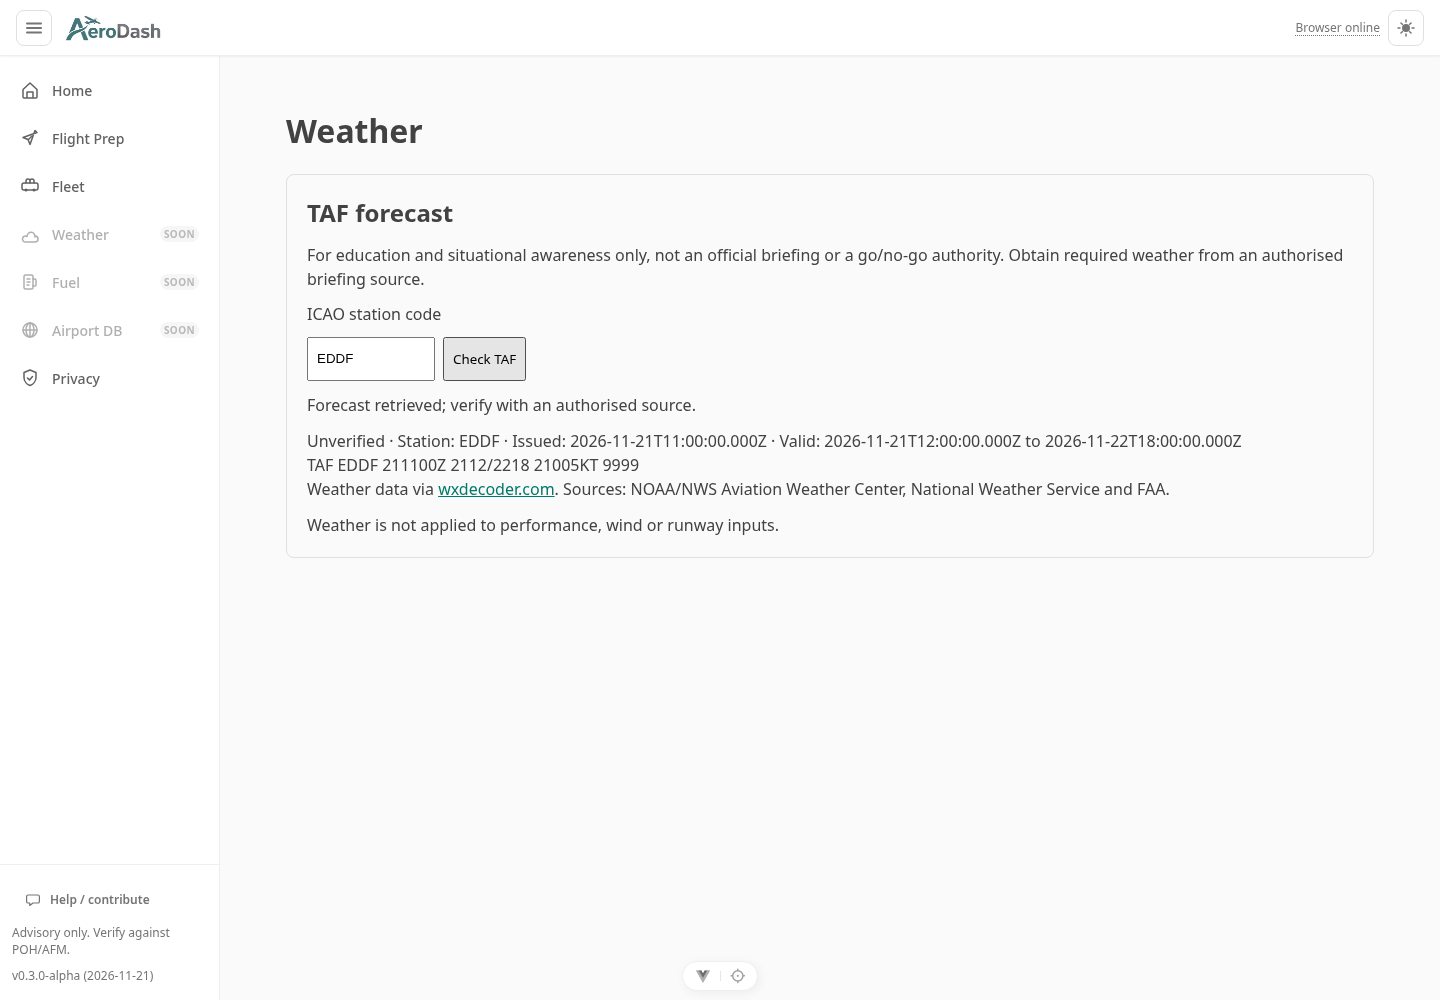 AeroDash
Browser online
Home
Flight Prep
Fleet
Weather SOON
Fuel SOON
Airport DB SOON
Privacy
Weather
TAF forecast
For education and situational awareness only, not an official briefing or a go/no-go authority. Obtain required weather from an authorised
briefing source.
ICAO station code
EDDF Check TAF
Forecast retrieved; verify with an authorised source.
Unverified · Station: EDDF · Issued: 2026-11-21T11:00:00.000Z · Valid: 2026-11-21T12:00:00.000Z to 2026-11-22T18:00:00.000Z
TAF EDDF 211100Z 2112/2218 21005KT 9999
Weather data via wxdecoder.com. Sources: NOAA/NWS Aviation Weather Center, National Weather Service and FAA.
Weather is not applied to performance, wind or runway inputs.
Help / contribute
Advisory only. Verify against
POH/AFM.
v0.3.0-alpha (2026-11-21)